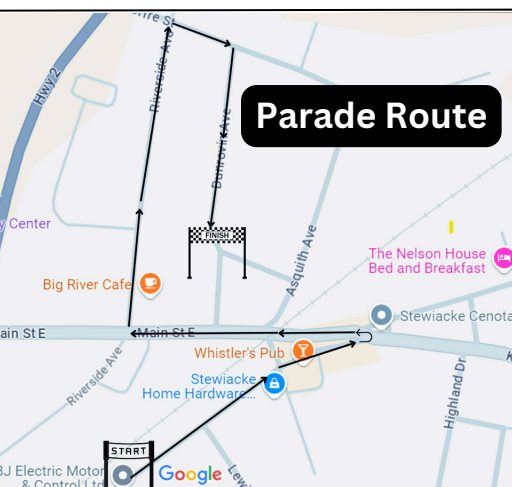 Hwy 2
Riverside Ave
Parade Route
Dunrovin Ave
y Center
FINISH
Asquith Ave
The Nelson House
Bed and Breakfast
Big River Cafe
Stewiacke Cenota
ain St E
Main St E
Whistler's Pub
Riverside Ave
Stewiacke
Home Hardware...
Highland Dr
START
BJ Electric Motor
& Control Ltd
Google